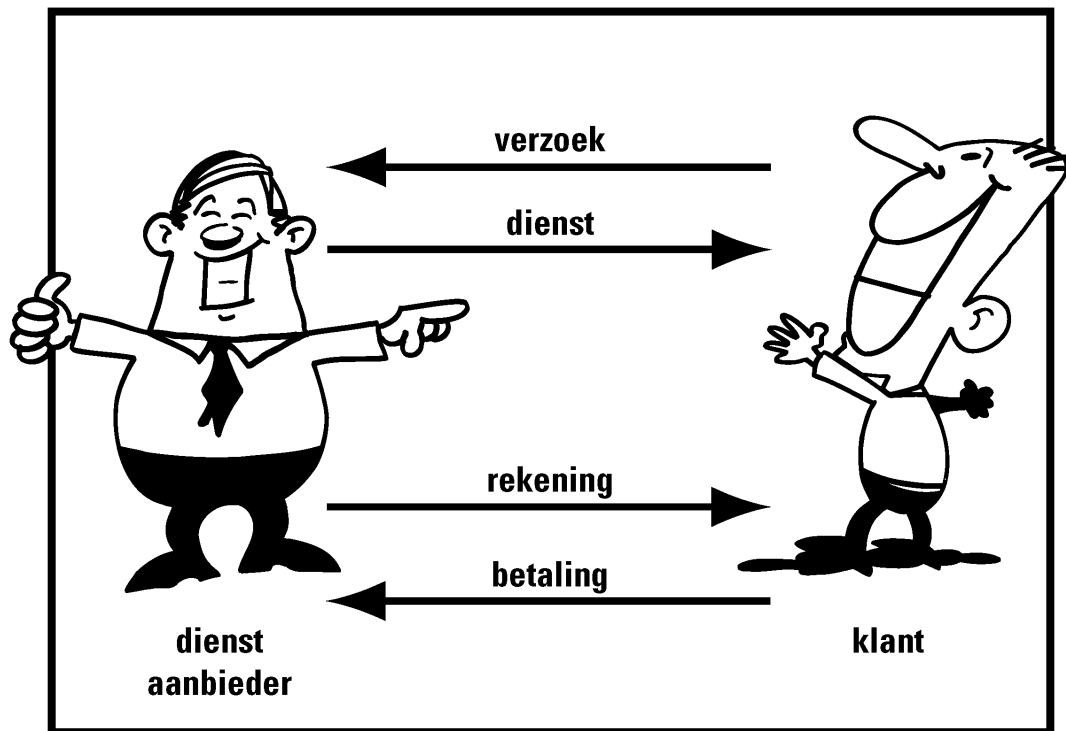 verzoek
dienst
rekening
betaling
dienst
aanbieder
klant